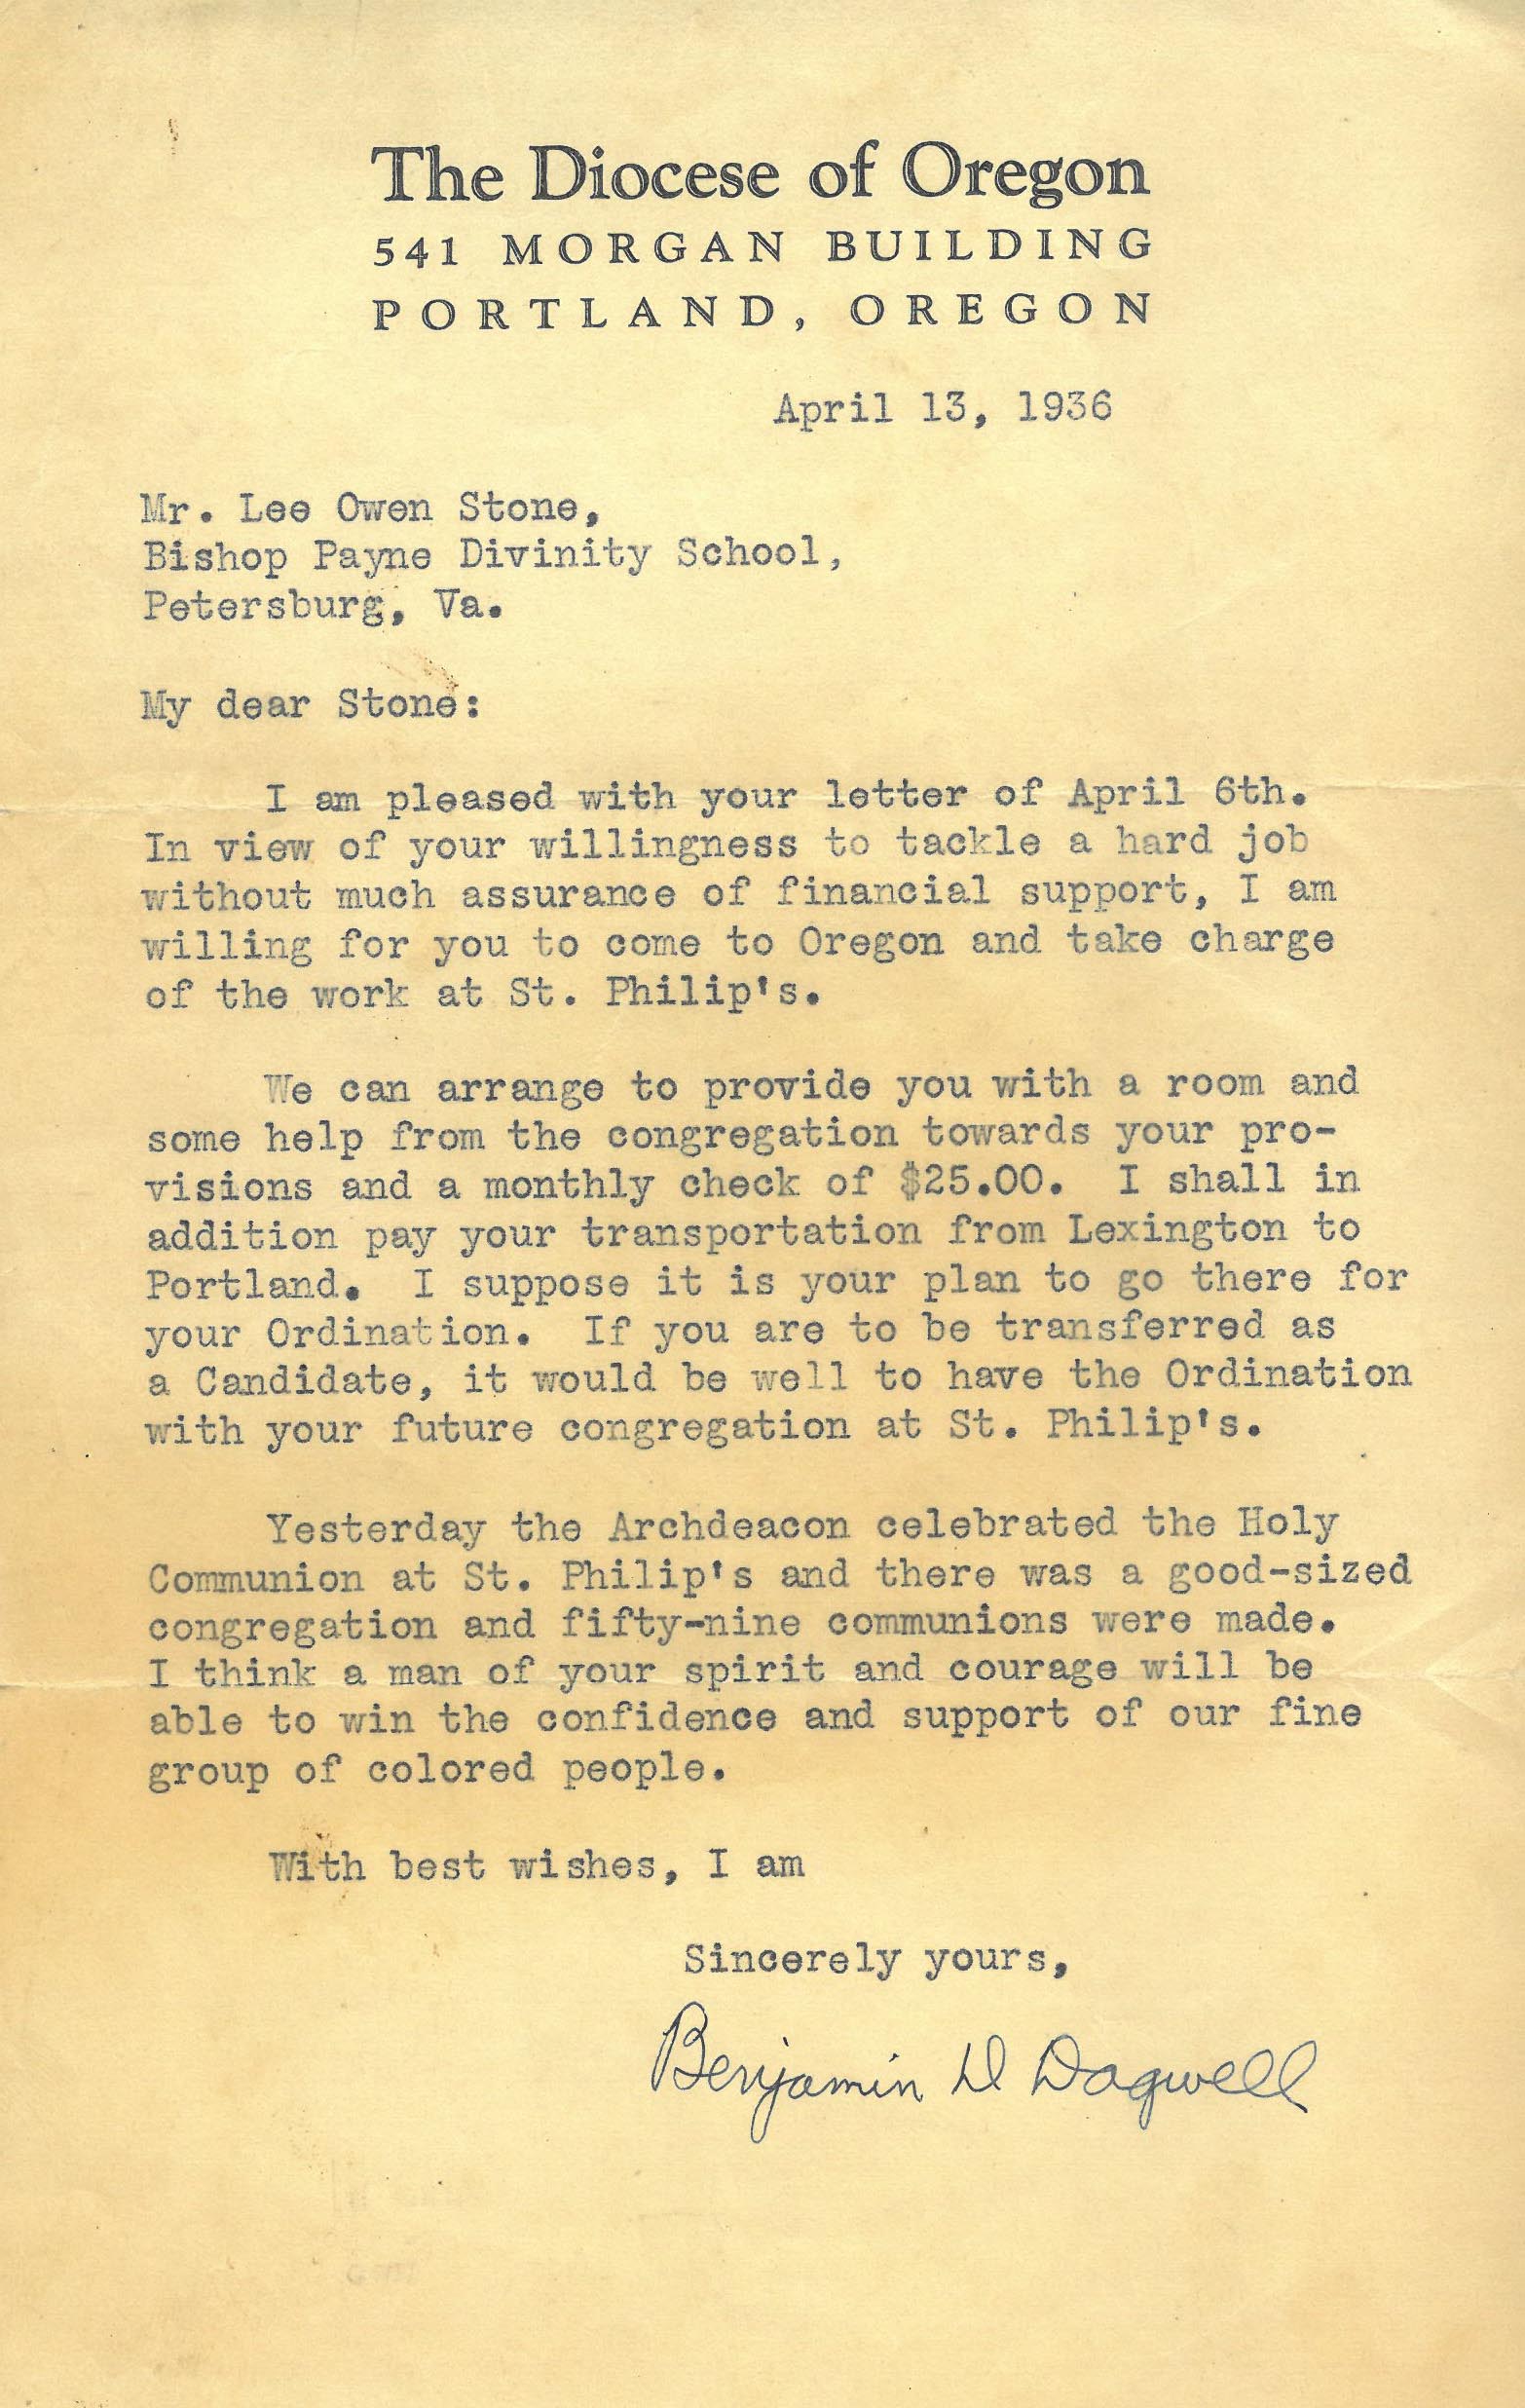 The Diocese of Oregon
541 MORGAN BUILDING
PORTLAND, OREGON
April 13, 1936
Mr. Lee Owen Stone,
Bishop Payne Divinity School,
Petersburg, Va.
My dear Stone:
I am pleased with your letter of April 6th.
In view of your willingness to tackle a hard job
without much assurance of financial support, I am
willing for you to come to Oregon and take charge
of the work at St. Philip's.
We can arrange to provide you with a room and
some help from the congregation towards your pro-
visions and a monthly check of $25.00. I shall in
addition pay your transportation from Lexington to
Portland. I suppose it is your plan to go there for
your Ordination. If you are to be transferred as
a Candidate, it would be well to have the Ordination
with your future congregation at St. Philip's.
Yesterday the Archdeacon celebrated the Holy
Communion at St. Philip's and there was a good-sized
congregation and fifty-nine communions were made.
I think a man of your spirit and courage will be
able to win the confidence and support of our fine
group of colored people.
With best wishes, I am
Sincerely yours,
Benjamin D Dagwell